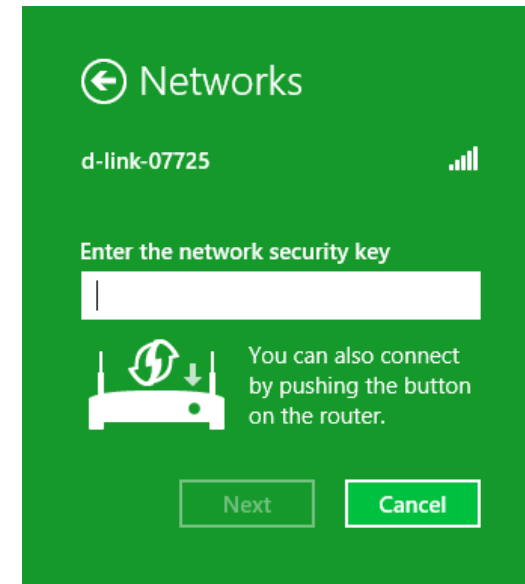 Networks
d-link-07725
Enter the network security key
You can also connect
by pushing the button
on the router.
Next
Cancel